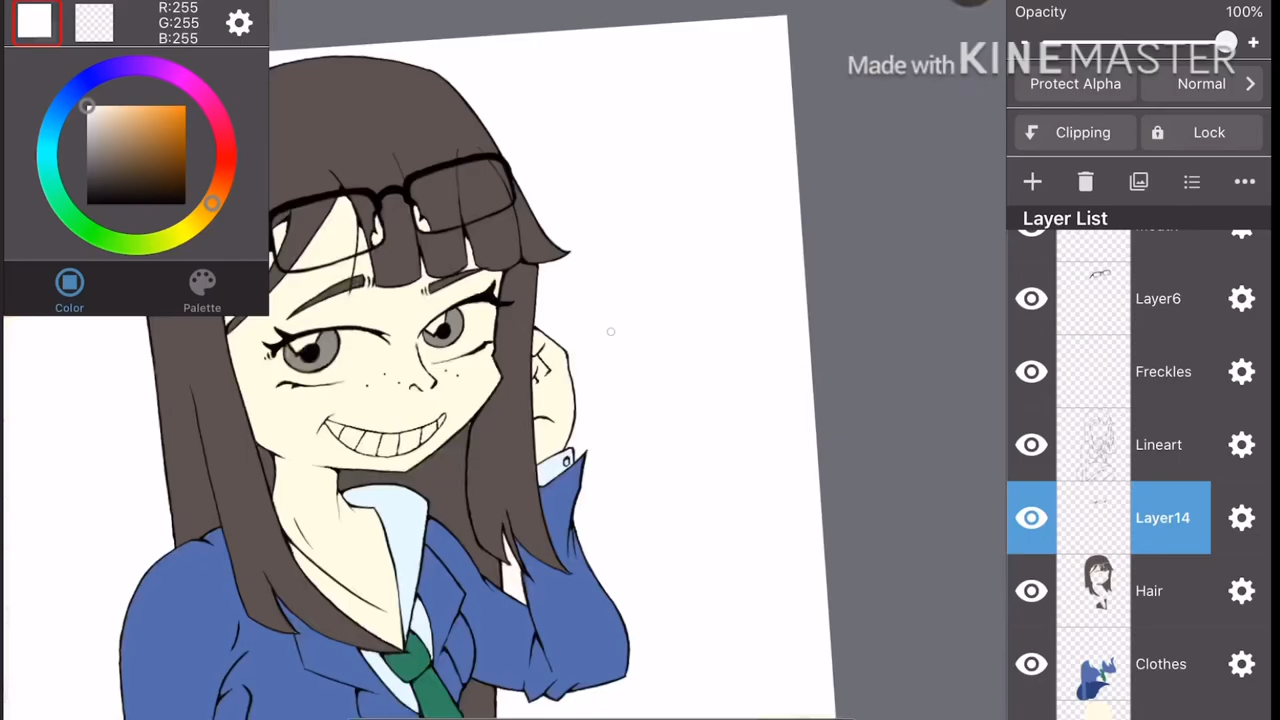 R:255
G:255
B:255
Color
Palette
Made with KINEMASTER
Opacity 100%
Protect Alpha
Normal
Clipping
Lock
Layer List
Layer6
Freckles
Lineart
Layer14
Hair
Clothes